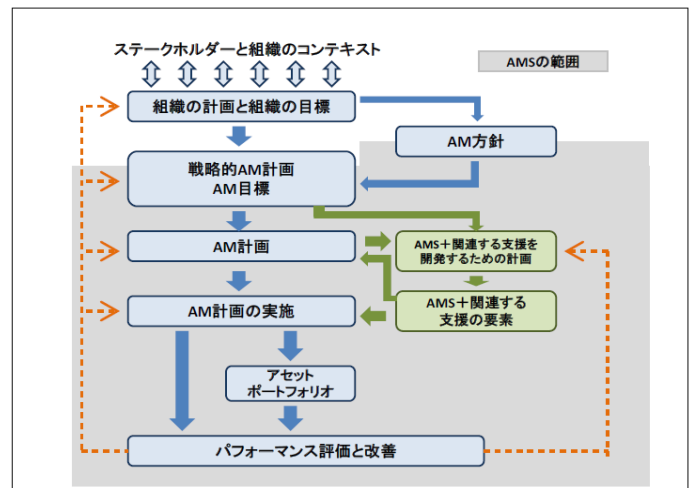 ステークホルダーと組織のコンテキスト
AMSの範囲
組織の計画と組織の目標
AM方針
戦略的AM計画
AM目標
AM計画
AMS＋関連する支援を
開発するための計画
AM計画の実施
AMS＋関連する
支援の要素
アセット
ポートフォリオ
パフォーマンス評価と改善